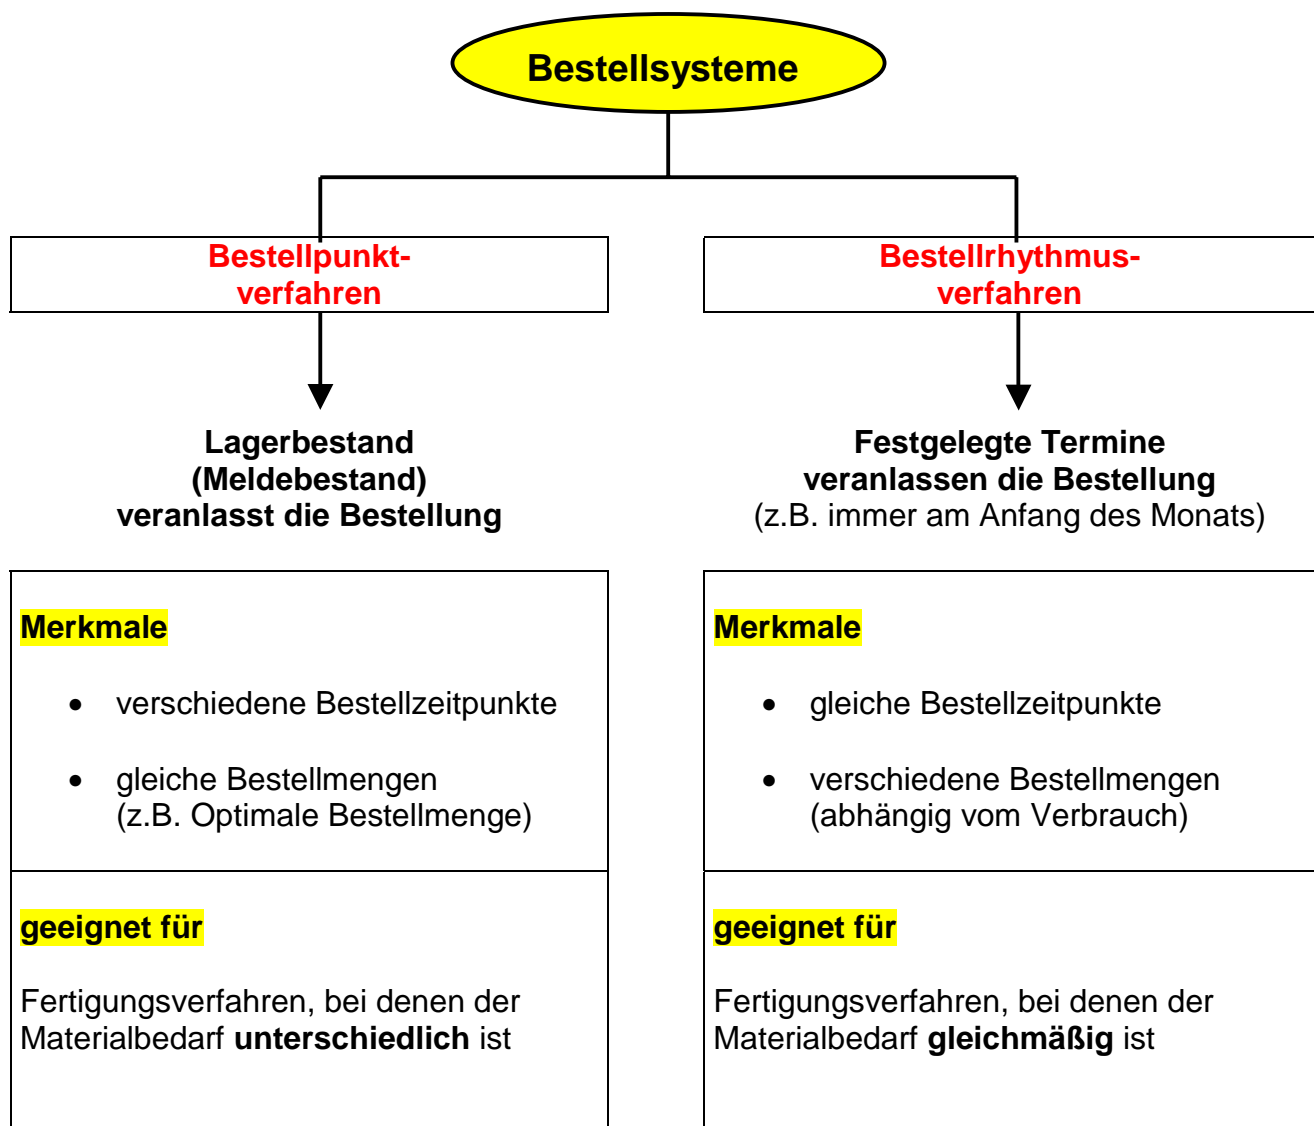 Bestellsysteme
Bestellpunkt-
verfahren
Lagerbestand
(Meldebestand)
veranlasst die Bestellung
Merkmale
• verschiedene Bestellzeitpunkte
• gleiche Bestellmengen
(z.B. Optimale Bestellmenge)
geeignet für
Fertigungsverfahren, bei denen der
Materialbedarf unterschiedlich ist
Bestellrhythmus-
verfahren
Festgelegte Termine
veranlassen die Bestellung
(z.B. immer am Anfang des Monats)
Merkmale
• gleiche Bestellzeitpunkte
• verschiedene Bestellmengen
(abhängig vom Verbrauch)
geeignet für
Fertigungsverfahren, bei denen der
Materialbedarf gleichmäßig ist